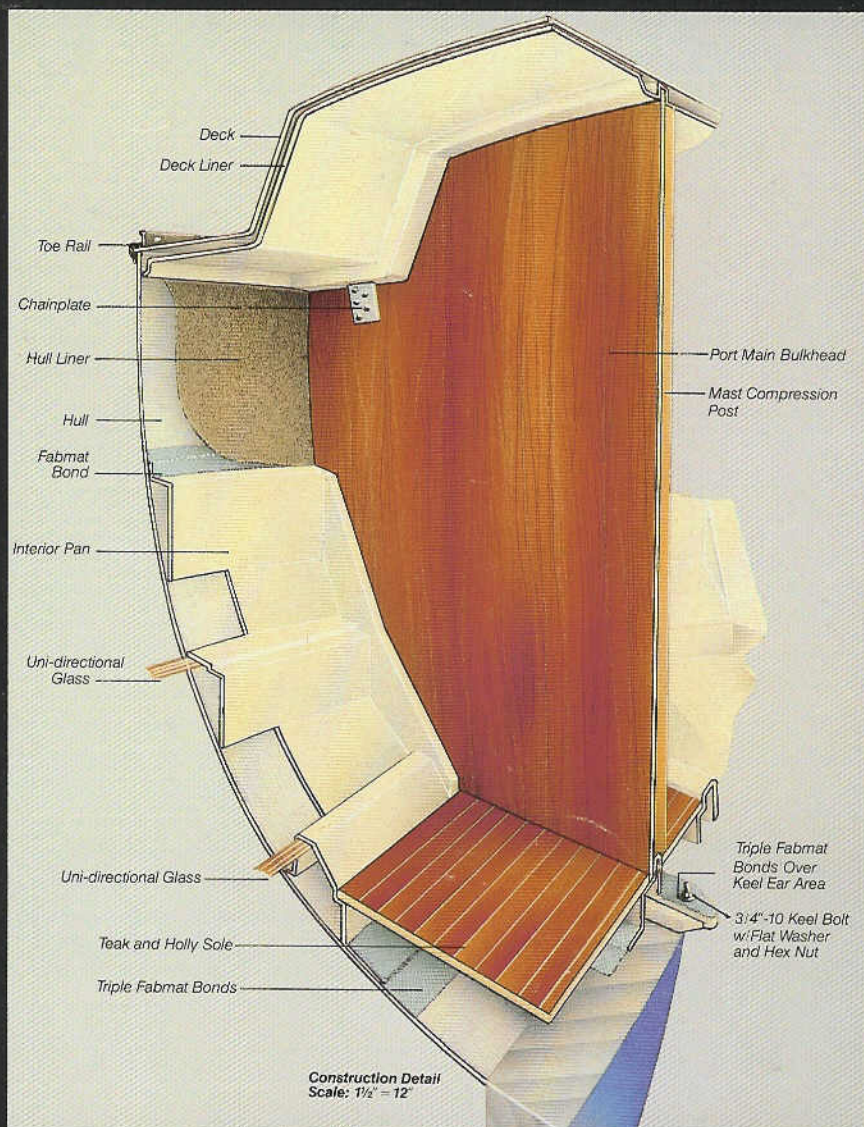 Deck
Deck Liner
Toe Rail
Chainplate
Hull Liner
Hull
Fabmat
Bond
Interior Pan
Uni-directional
Glass
Uni-directional Glass
Teak and Holly Sole
Triple Fabmat Bonds
Port Main Bulkhead
Mast Compression
Post
Triple Fabmat
Bonds Over
Keel Ear Area
3/4"-10 Keel Bolt
w/Flat Washer
and Hex Nut
Construction Detail
Scale: 1½" = 12"